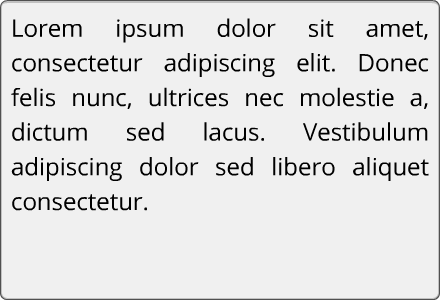 Lorem ipsum dolor sit amet,
consectetur adipiscing elit. Donec
felis nunc, ultrices nec molestie a,
dictum sed lacus. Vestibulum
adipiscing dolor sed libero aliquet
consectetur.